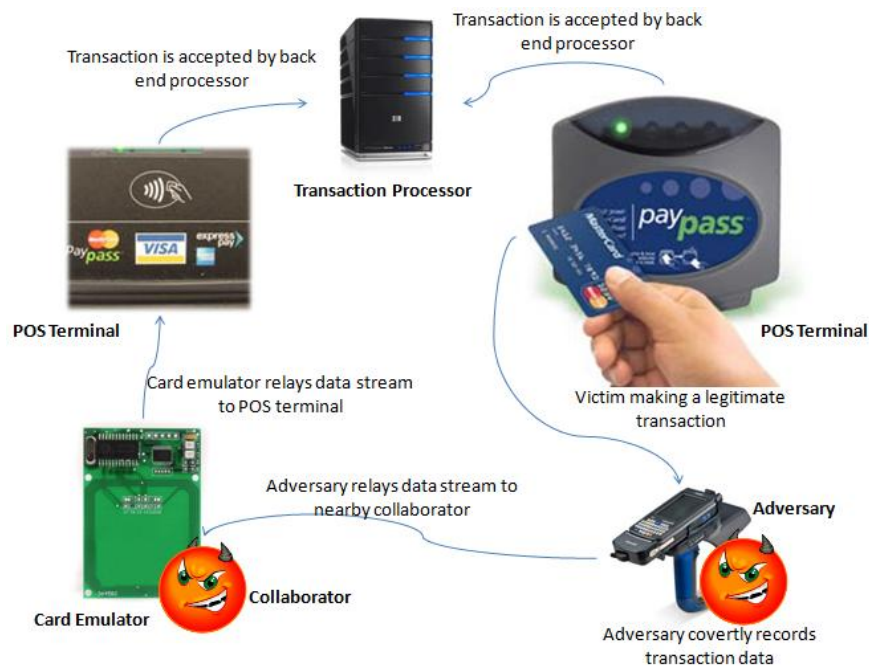 Transaction is accepted by back
end processor
Transaction is accepted by back
end processor
Transaction Processor
pay pass
VISA
express
pay
POS Terminal
MasterCard
paypass
POS Terminal
Card emulator relays data stream
to POS terminal
Victim making a legitimate
transaction
Adversary relays data stream to
nearby collaborator
Adversary
Collaborator
Card Emulator
Adversary covertly records
transaction data